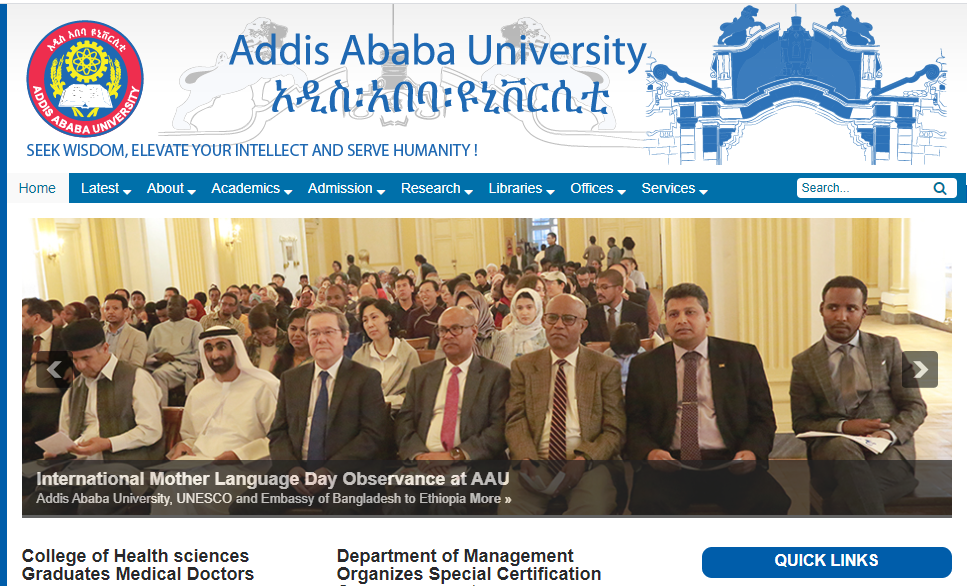 Addis Ababa University
አዲስ፡አበባ፡ዩኒቨርሲቲ
አዲስ አበባ ዩኒቨርሲቲ
ADDIS ABABA UNIVERSITY
SEEK WISDOM, ELEVATE YOUR INTELLECT AND SERVE HUMANITY !
Home Latest About Academics Admission Research Libraries Offices Services Search...
International Mother Language Day Observance at AAU
Addis Ababa University, UNESCO and Embassy of Bangladesh to Ethiopia More »
College of Health sciences
Graduates Medical Doctors
Department of Management
Organizes Special Certification
QUICK LINKS